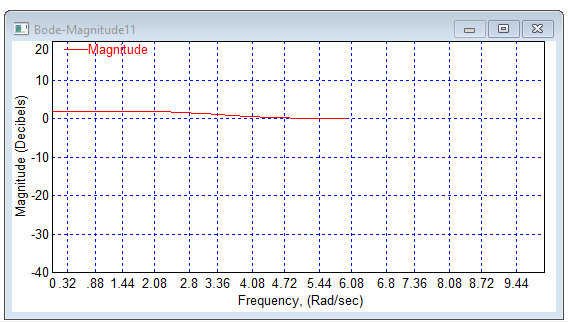 Bode-Magnitude11
Magnitude
20
10
0
-10
-20
-30
-40
Magnitude (Decibels)
0.32 .88 1.44 2.08 2.8 3.36 4.08 4.72 5.44 6.08 6.8 7.36 8.08 8.72 9.44
Frequency, (Rad/sec)